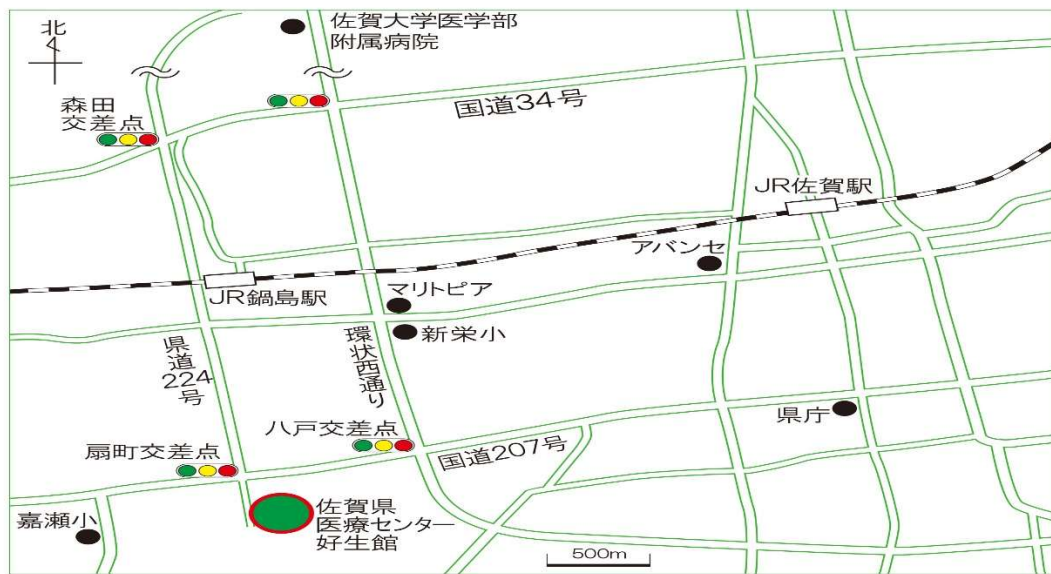 佐賀大学医学部
附属病院
北
森田
交差点
国道34号
JR佐賀駅
アバンセ
JR鍋島駅
マリトピア
新栄小
県道224号
環状西通り
県庁
八戸交差点
国道207号
扇町交差点
佐賀県
医療センター
好生館
嘉瀬小
500m